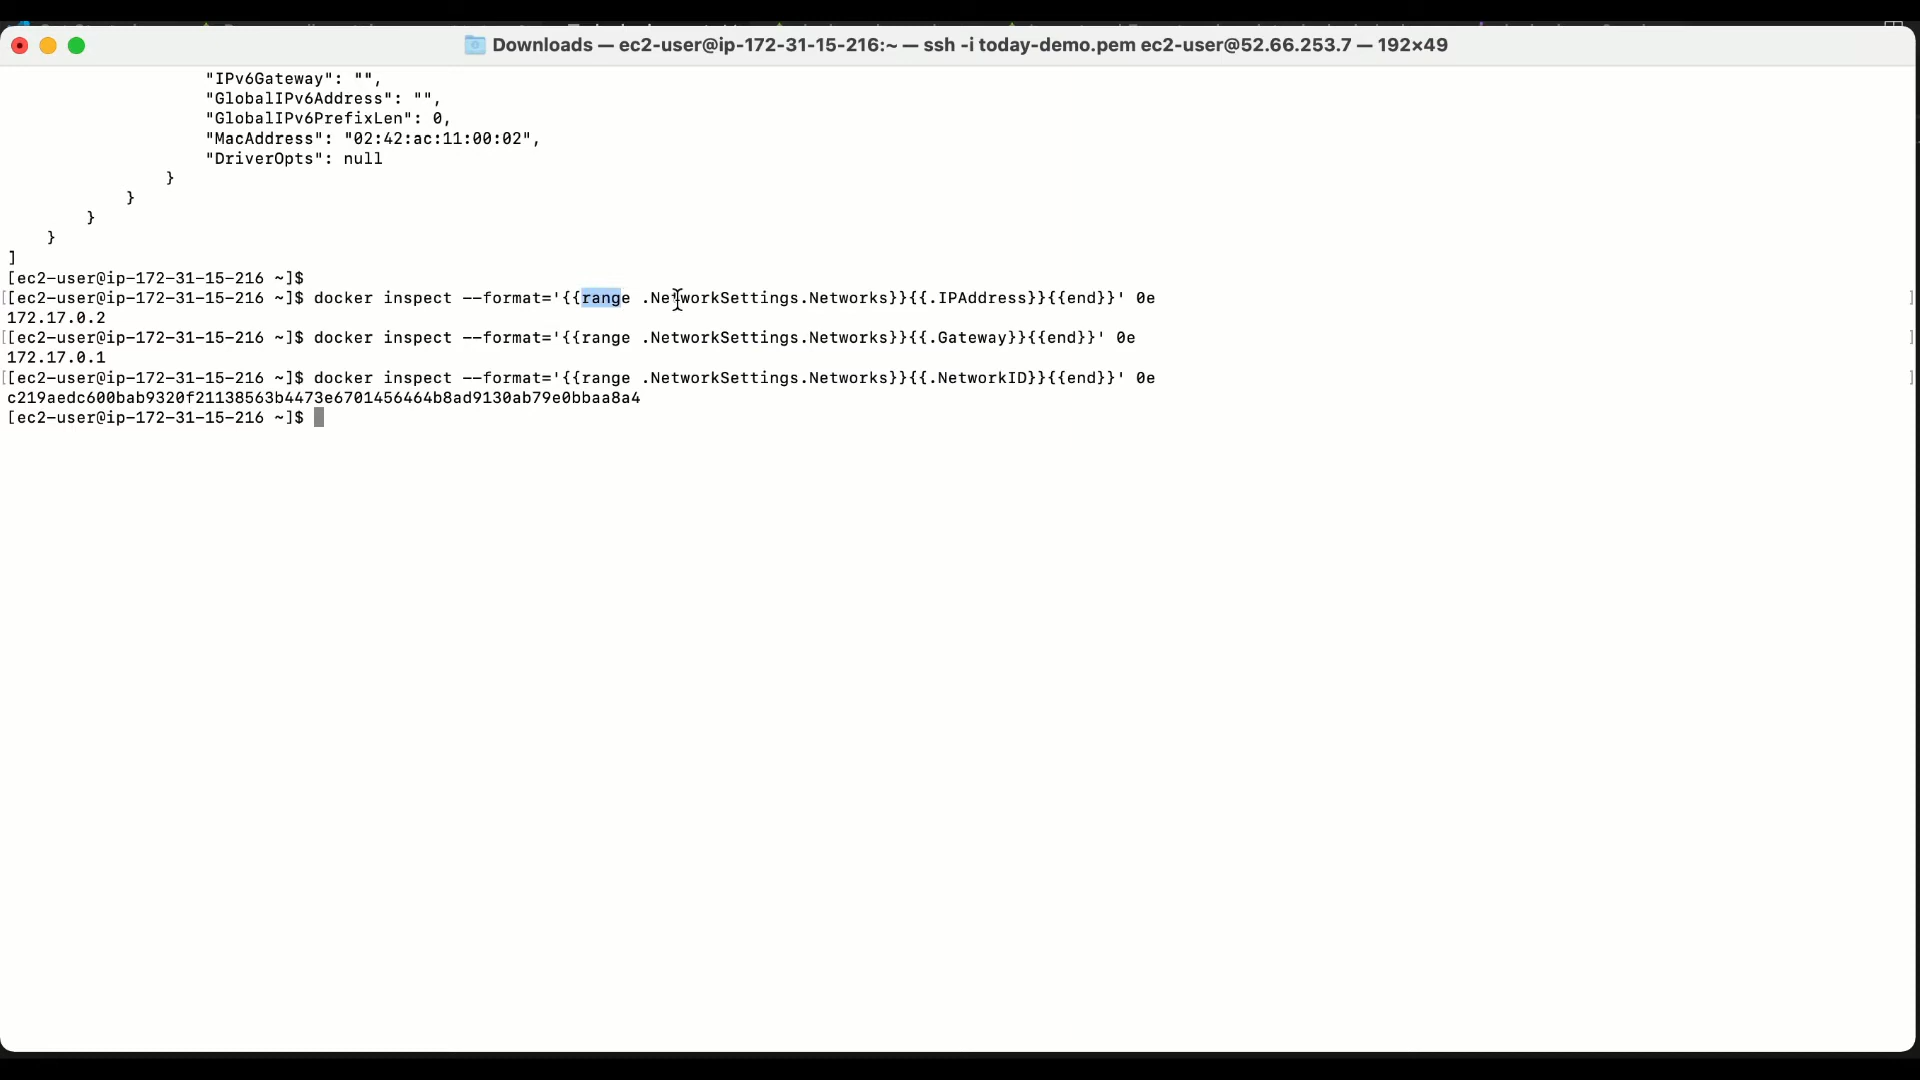 Downloads — ec2-user@ip-172-31-15-216:~ — ssh -i today-demo.pem ec2-user@52.66.253.7 — 192×49
"IPv6Gateway": "",
"GlobalIPv6Address": "",
"GlobalIPv6PrefixLen": 0,
"MacAddress": "02:42:ac:11:00:02",
"DriverOpts": null
}
}
}
}
]
[ec2-user@ip-172-31-15-216 ~]$
[[ec2-user@ip-172-31-15-216 ~]$ docker inspect --format='{{range .NetworkSettings.Networks}}{{.IPAddress}}{{end}}' 0e ]
172.17.0.2
[[ec2-user@ip-172-31-15-216 ~]$ docker inspect --format='{{range .NetworkSettings.Networks}}{{.Gateway}}{{end}}' 0e ]
172.17.0.1
[[ec2-user@ip-172-31-15-216 ~]$ docker inspect --format='{{range .NetworkSettings.Networks}}{{.NetworkID}}{{end}}' 0e ]
c219aedc600bab9320f21138563b4473e6701456464b8ad9130ab79e0bbaa8a4
[ec2-user@ip-172-31-15-216 ~]$